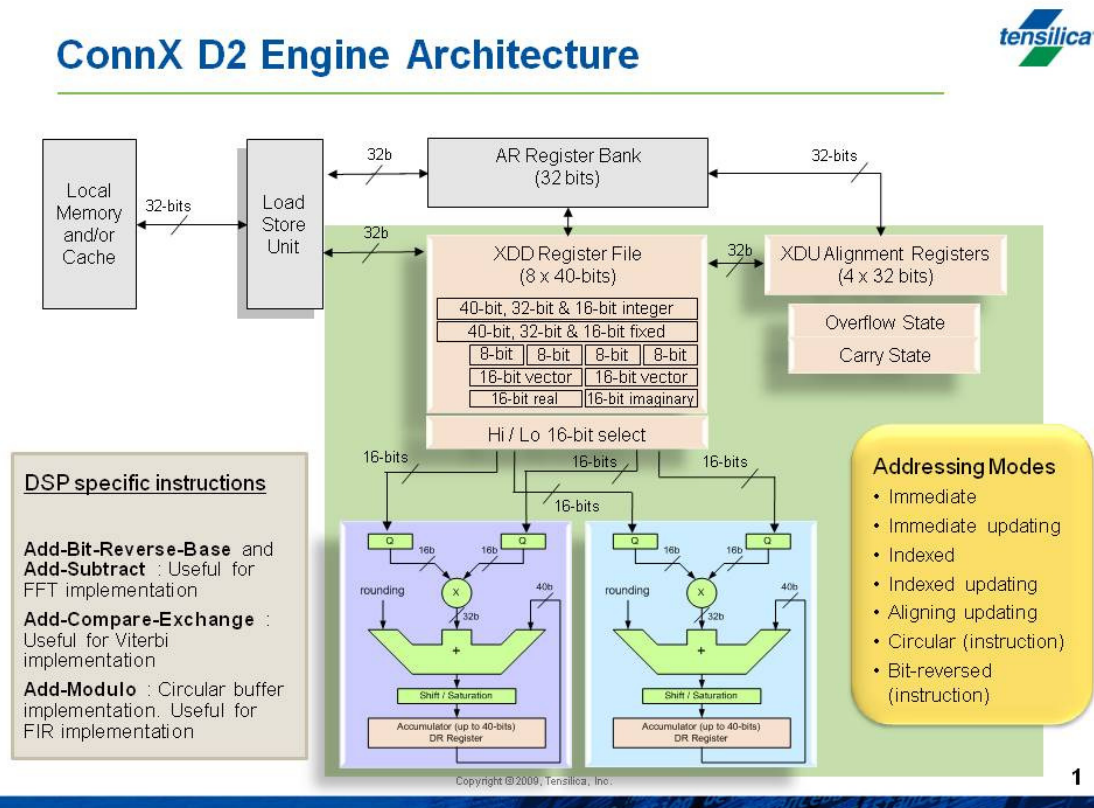 ConnX D2 Engine Architecture
tensilica
Local
Memory
and/or
Cache
32-bits
Load
Store
Unit
32b
32b
AR Register Bank
(32 bits)
32-bits
XDD Register File
(8 x 40-bits)
32b
XDU Alignment Registers
(4 x 32 bits)
40-bit, 32-bit & 16-bit integer
40-bit, 32-bit & 16-bit fixed
8-bit 8-bit 8-bit 8-bit
16-bit vector 16-bit vector
16-bit real 16-bit imaginary
Overflow State
Carry State
Hi / Lo 16-bit select
16-bits
16-bits
16-bits
16-bits
DSP specific instructions
Add-Bit-Reverse-Base and
Add-Subtract : Useful for
FFT implementation
Add-Compare-Exchange :
Useful for Viterbi
implementation
Add-Modulo : Circular buffer
implementation. Useful for
FIR implementation
Q Q
16b 16b
rounding X 40b
32b
+
Shift / Saturation
Accumulator (up to 40-bits)
DR Register
Q Q
16b 16b
rounding X 40b
32b
+
Shift / Saturation
Accumulator (up to 40-bits)
DR Register
Addressing Modes
• Immediate
• Immediate updating
• Indexed
• Indexed updating
• Aligning updating
• Circular (instruction)
• Bit-reversed
(instruction)
Copyright © 2009, Tensilica, Inc.
1